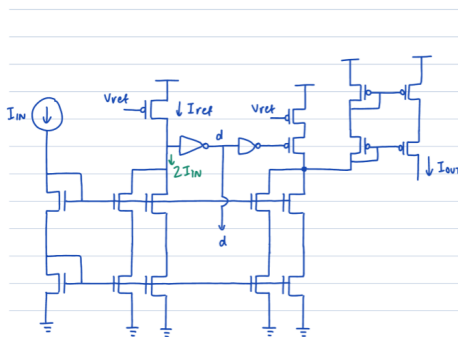 Vref
Iref
Vref
IIN
d
2IIN
IOUT
d